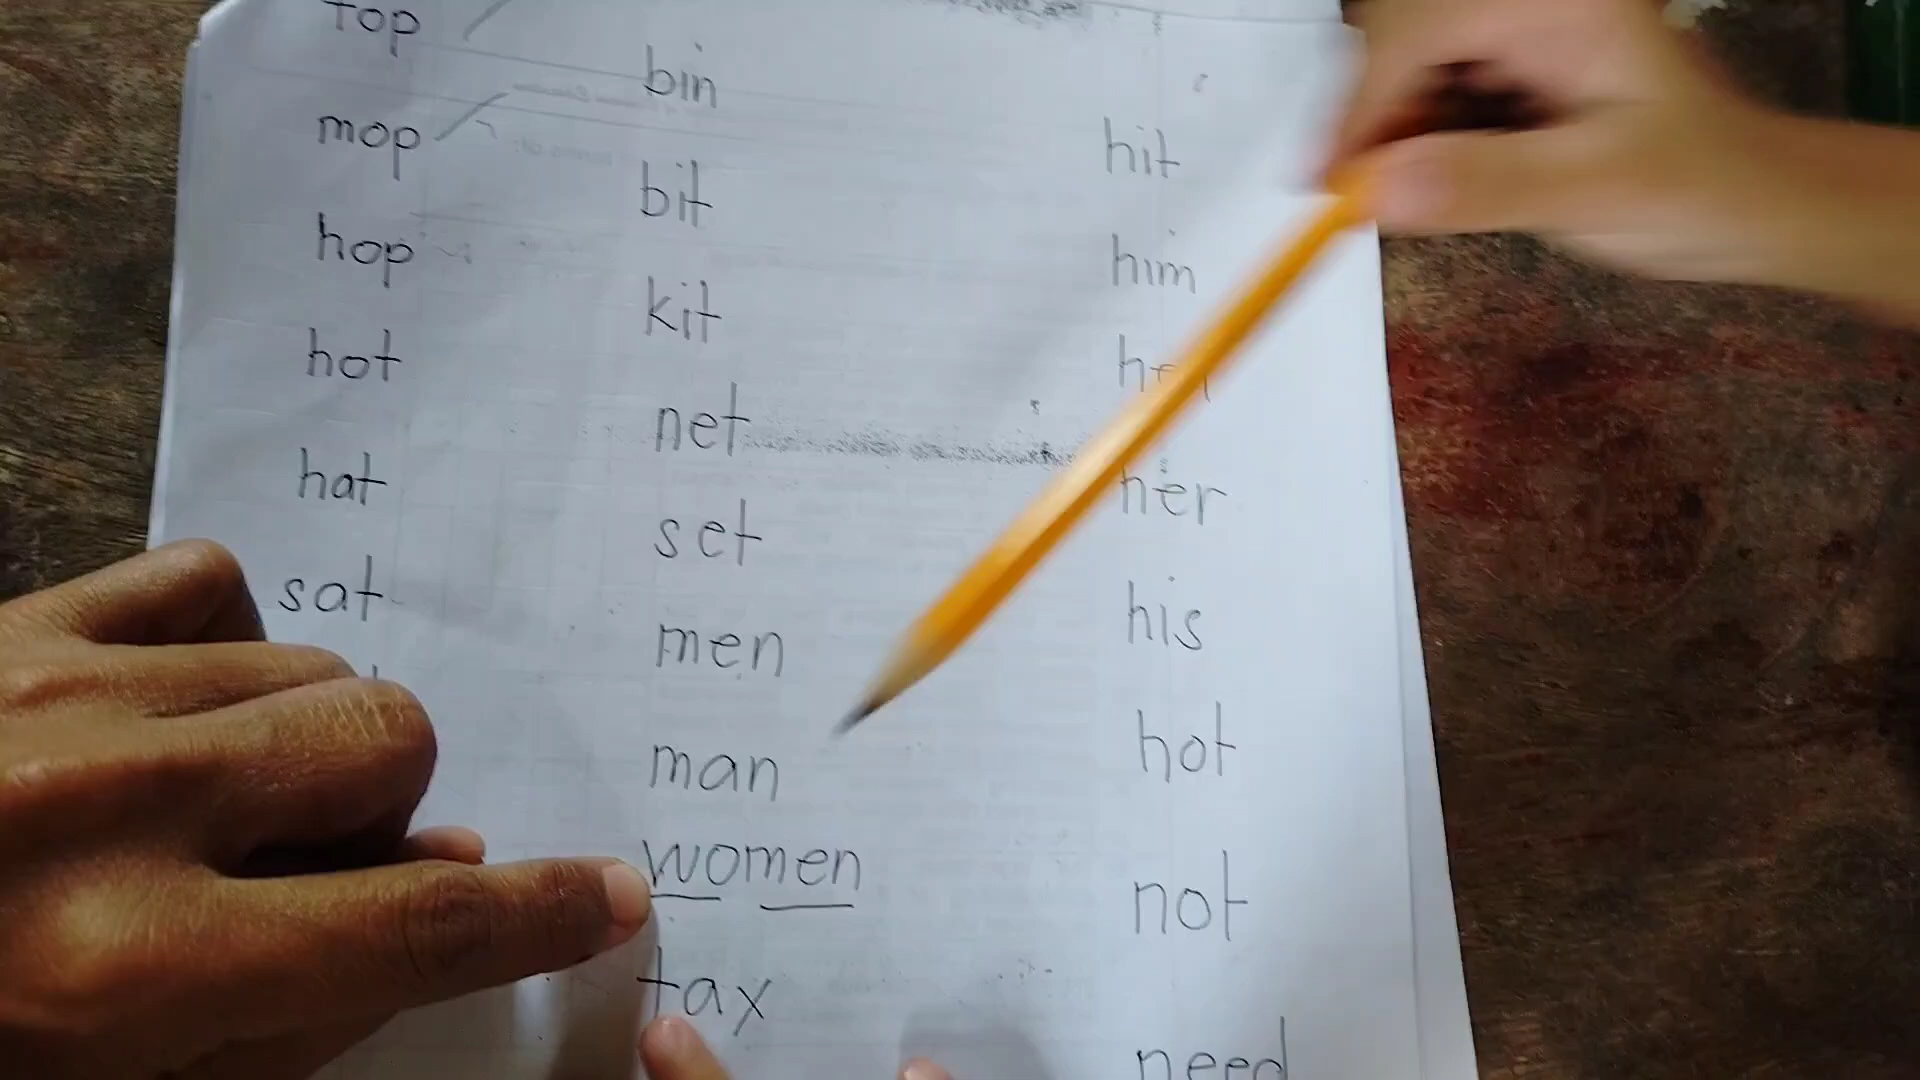 top
mop
hop
hot
hat
sat
bin
bit
kit
net
set
men
man
women
tax
hit
him
her
his
hot
not
need